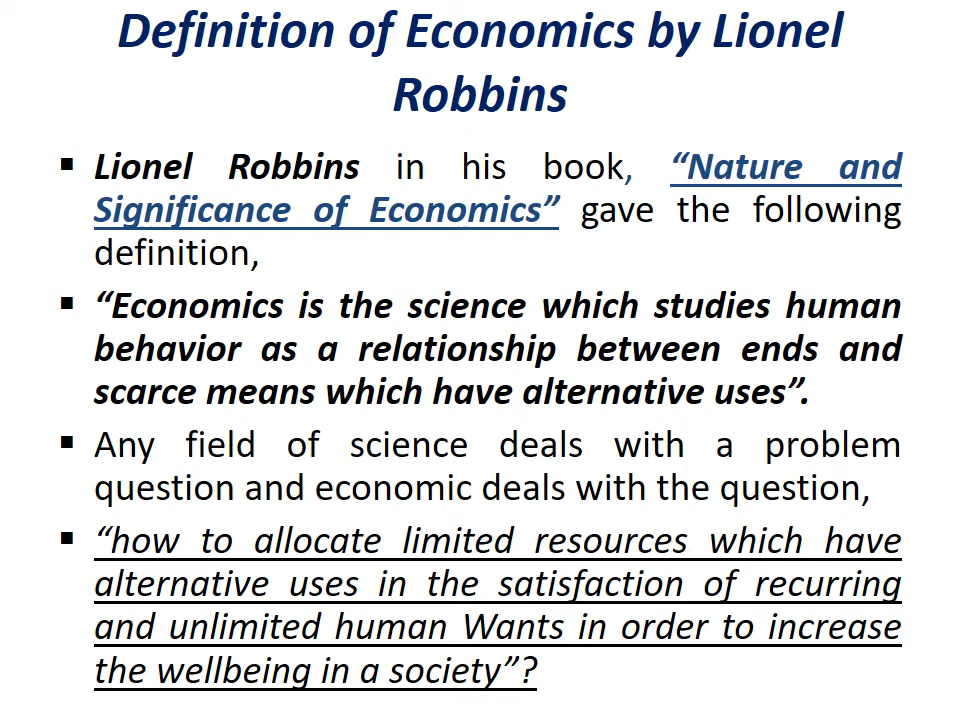 Definition of Economics by Lionel
Robbins
▪ Lionel Robbins in his book, “Nature and
Significance of Economics” gave the following
definition,
▪ “Economics is the science which studies human
behavior as a relationship between ends and
scarce means which have alternative uses”.
▪ Any field of science deals with a problem
question and economic deals with the question,
▪ “how to allocate limited resources which have
alternative uses in the satisfaction of recurring
and unlimited human Wants in order to increase
the wellbeing in a society”?